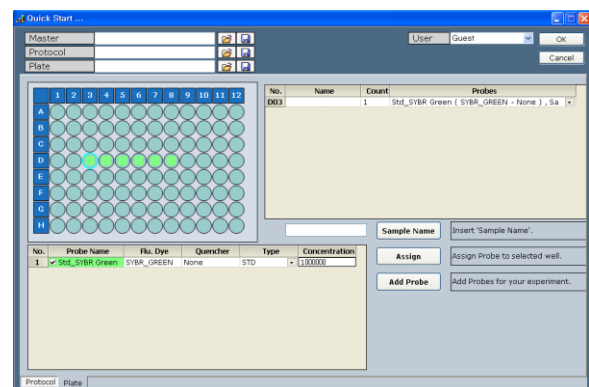 Quick Start ...
Master
User Guest OK
Protocol
Cancel
Plate
1 2 3 4 5 6 7 8 9 10 11 12
A
B
C
D
E
F
G
H
No. Name Count Probes
D03 1 Std_SYBR Green ( SYBR_GREEN - None ) , Sa
Sample Name Insert 'Sample Name'.
Assign Assign Probe to selected well.
Add Probe Add Probes for your experiment.
No. Probe Name Flu. Dye Quencher Type Concentration
1 Std_SYBR Green SYBR_GREEN None STD 1000000
Protocol Plate